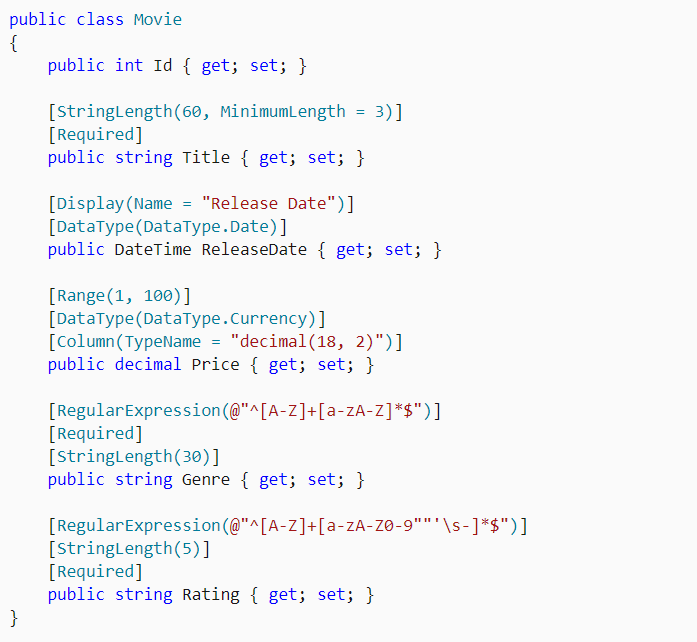 public class Movie
{
    public int Id { get; set; }

    [StringLength(60, MinimumLength = 3)]
    [Required]
    public string Title { get; set; }

    [Display(Name = "Release Date")]
    [DataType(DataType.Date)]
    public DateTime ReleaseDate { get; set; }

    [Range(1, 100)]
    [DataType(DataType.Currency)]
    [Column(TypeName = "decimal(18, 2)")]
    public decimal Price { get; set; }

    [RegularExpression(@"^[A-Z]+[a-zA-Z]*$")]
    [Required]
    [StringLength(30)]
    public string Genre { get; set; }

    [RegularExpression(@"^[A-Z]+[a-zA-Z0-9""'\s-]*$")]
    [StringLength(5)]
    [Required]
    public string Rating { get; set; }
}